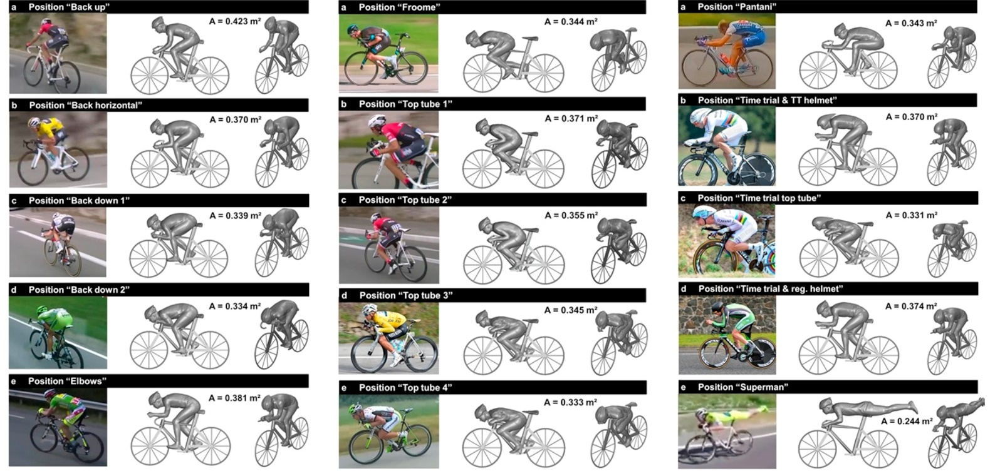 a Position “Back up”
A = 0.423 m²
b Position “Back horizontal”
A = 0.370 m²
c Position “Back down 1”
A = 0.339 m²
d Position “Back down 2”
A = 0.334 m²
e Position “Elbows”
A = 0.381 m²
a Position “Froome”
A = 0.344 m²
b Position “Top tube 1”
A = 0.371 m²
c Position “Top tube 2”
A = 0.355 m²
d Position “Top tube 3”
A = 0.345 m²
e Position “Top tube 4”
A = 0.333 m²
a Position “Pantani”
A = 0.343 m²
b Position “Time trial & TT helmet”
A = 0.370 m²
c Position “Time trial top tube”
A = 0.331 m²
d Position “Time trial & reg. helmet”
A = 0.374 m²
e Position “Superman”
A = 0.244 m²